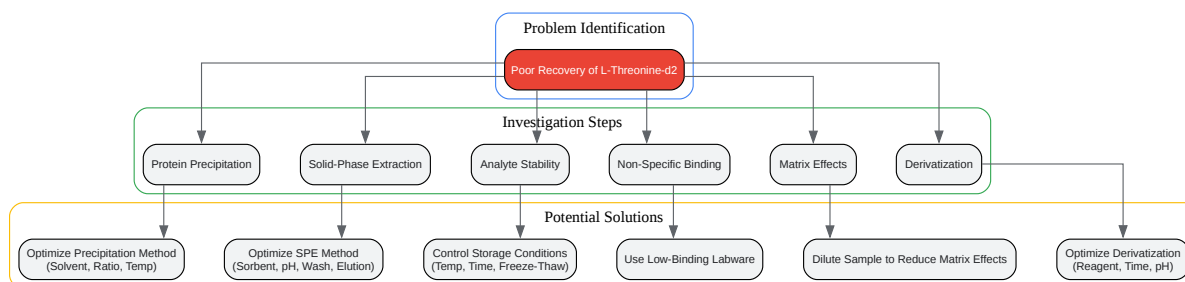 Problem Identification
Poor Recovery of L-Threonine-d2
Investigation Steps
Protein Precipitation
Solid-Phase Extraction
Analyte Stability
Non-Specific Binding
Matrix Effects
Derivatization
Potential Solutions
Optimize Precipitation Method
(Solvent, Ratio, Temp)
Optimize SPE Method
(Sorbent, pH, Wash, Elution)
Control Storage Conditions
(Temp, Time, Freeze-Thaw)
Use Low-Binding Labware
Dilute Sample to Reduce Matrix Effects
Optimize Derivatization
(Reagent, Time, pH)